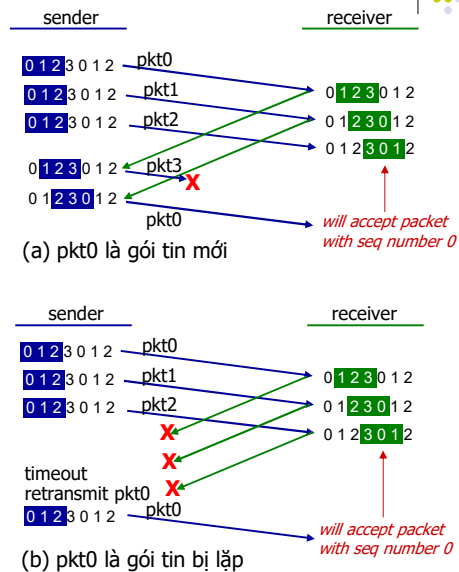 sender receiver
0 1 2 3 0 1 2 pkt0
0 1 2 3 0 1 2 pkt1 0 1 2 3 0 1 2
0 1 2 3 0 1 2 pkt2 0 1 2 3 0 1 2
0 1 2 3 0 1 2
0 1 2 3 0 1 2 pkt3
X
0 1 2 3 0 1 2
pkt0
will accept packet
with seq number 0
(a) pkt0 là gói tin mới
sender receiver
0 1 2 3 0 1 2 pkt0
0 1 2 3 0 1 2 pkt1 0 1 2 3 0 1 2
0 1 2 3 0 1 2 pkt2 0 1 2 3 0 1 2
X 0 1 2 3 0 1 2
X
timeout
X
retransmit pkt0
0 1 2 3 0 1 2 pkt0
will accept packet
with seq number 0
(b) pkt0 là gói tin bị lặp